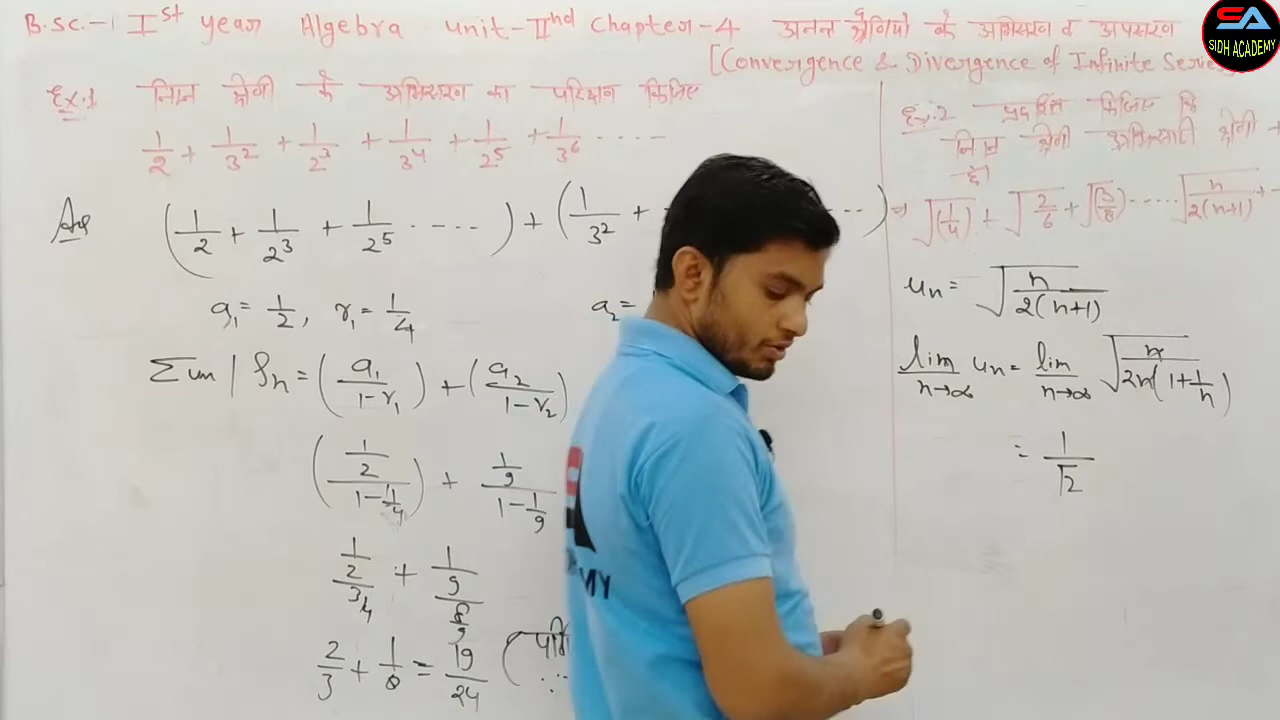 B.sc.-1 Ist year Algebra unit-IInd Chapter-4 अनन्त श्रेणियों के अभिसरण व अपसरण
[Convergence & Divergence of Infinite Series
SA
SIDH ACADEMY
Ex.1 निम्न श्रेणी के अभिसरण का परिक्षण किजिए
1/2 + 1/3² + 1/2³ + 1/3⁴ + 1/2⁵ + 1/3⁶ .....
Ans (1/2 + 1/2³ + 1/2⁵ .....) + (1/3² + ..)
a₁ = 1/2, r₁ = 1/4 a₂ =
Σun | Sn = (a₁/1-r₁) + (a₂/1-r₂)
(1/2/1-1/4) + 1/9/1-1/9
1/2/3/4 + 1/9/8/9
2/3 + 1/8 = 19/24
Ex.2 प्रदर्शित किजिए कि
निम्न श्रेणी अभिसारी श्रेणी
है।
√(1/4) + √2/6 + √3/8 ..... √n/2(n+1) +
un = √n/2(n+1)
lim n→∞ un = lim n→∞ √n/2n(1+1/n)
= 1/√2
A
MY